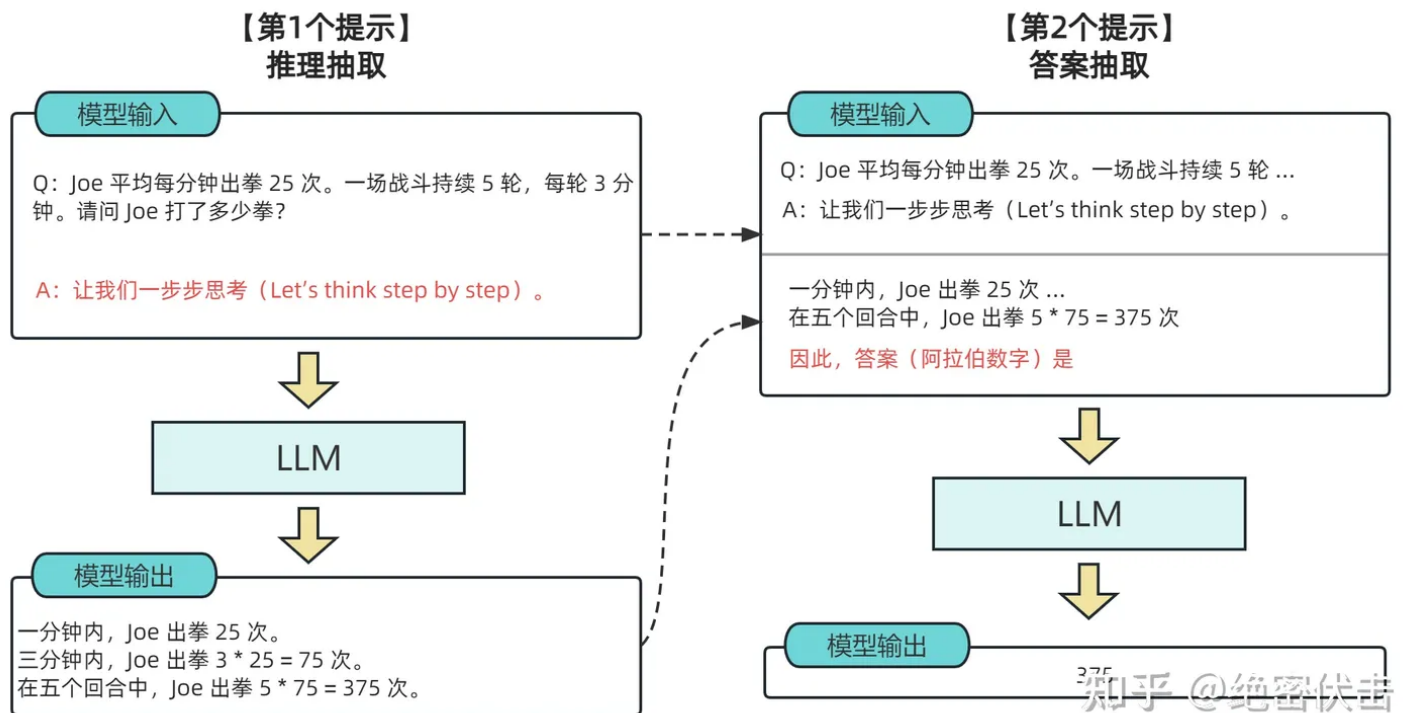 【第1个提示】
推理抽取
模型输入
Q：Joe 平均每分钟出拳 25 次。一场战斗持续 5 轮，每轮 3 分
钟。请问 Joe 打了多少拳？
A：让我们一步步思考（Let’s think step by step）。
LLM
模型输出
一分钟内，Joe 出拳 25 次。
三分钟内，Joe 出拳 3 * 25 = 75 次。
在五个回合中，Joe 出拳 5 * 75 = 375 次。
【第2个提示】
答案抽取
模型输入
Q：Joe 平均每分钟出拳 25 次。一场战斗持续 5 轮 ...
A：让我们一步步思考（Let’s think step by step）。
一分钟内，Joe 出拳 25 次 ...
在五个回合中，Joe 出拳 5 * 75 = 375 次
因此，答案（阿拉伯数字）是
LLM
模型输出
375
知乎 @绝密伏击